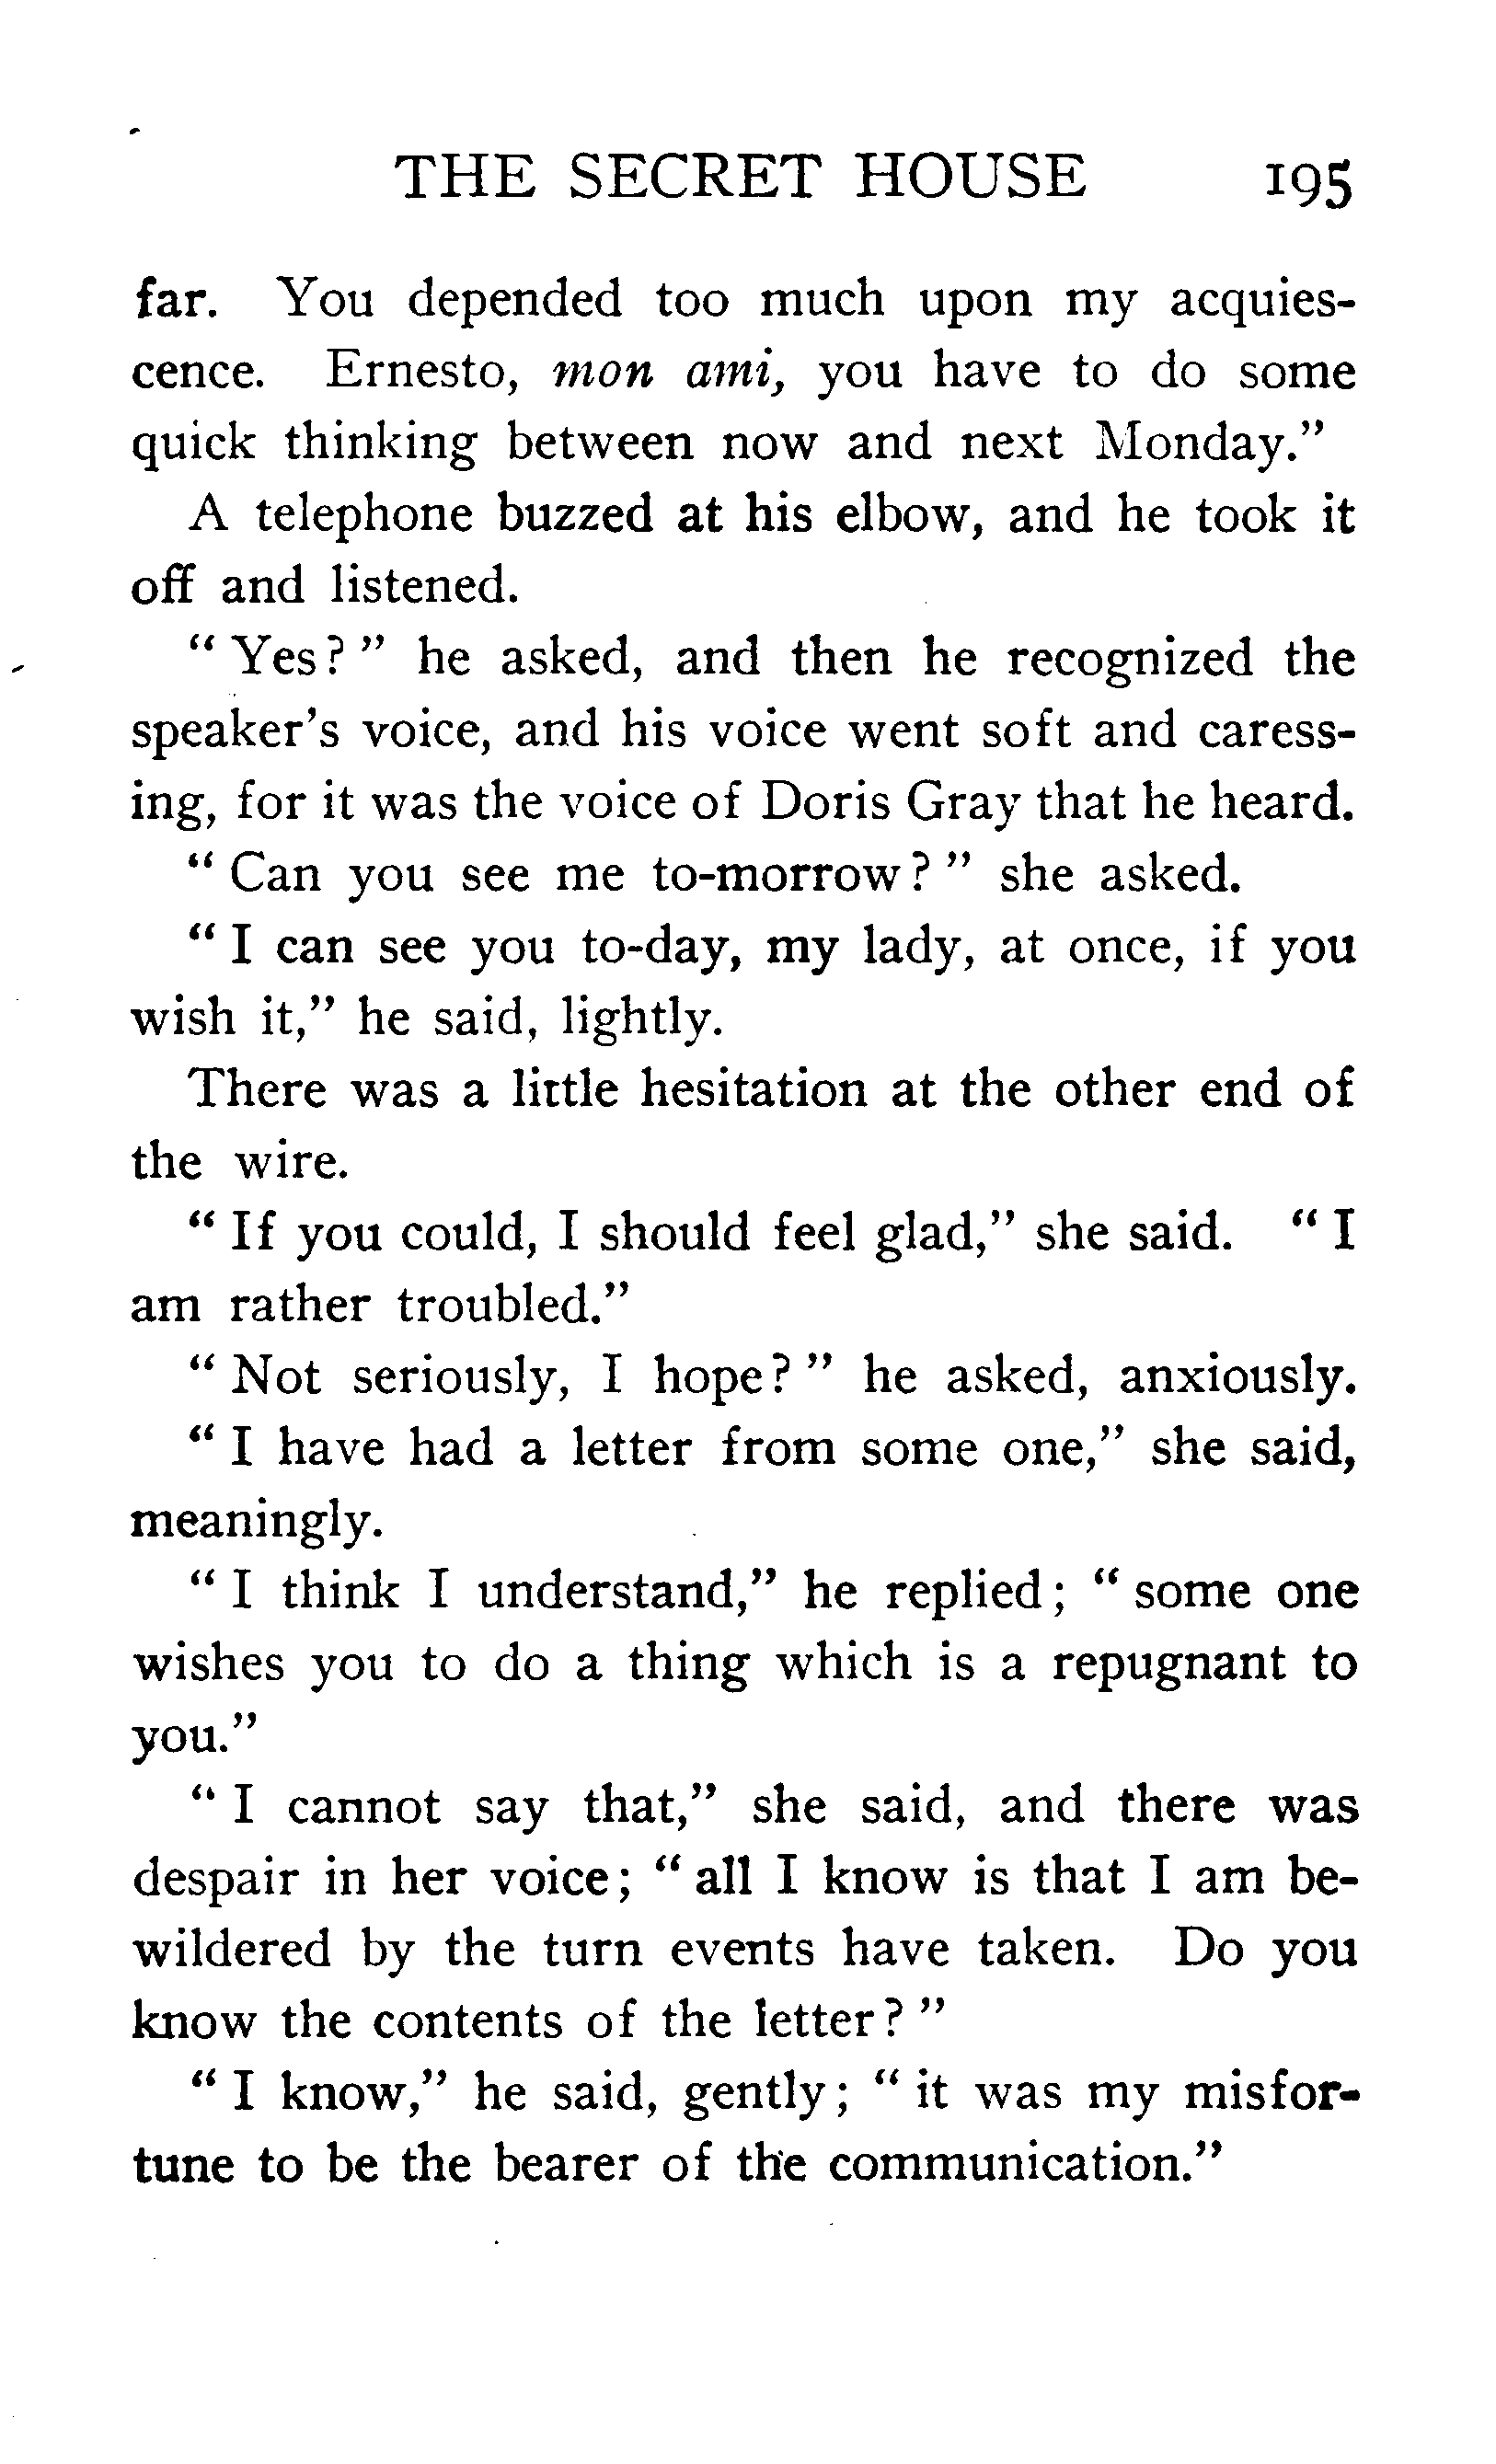 THE SECRET HOUSE 195
far. You depended too much upon my acquies-
cence. Ernesto, mon ami, you have to do some
quick thinking between now and next Monday."
A telephone buzzed at his elbow, and he took it
off and listened.
" Yes? " he asked, and then he recognized the
speaker's voice, and his voice went soft and caress-
ing, for it was the voice of Doris Gray that he heard.
" Can you see me to-morrow? " she asked.
" I can see you to-day, my lady, at once, if you
wish it," he said, lightly.
There was a little hesitation at the other end of
the wire.
" If you could, I should feel glad," she said. " I
am rather troubled."
" Not seriously, I hope? " he asked, anxiously.
" I have had a letter from some one," she said,
meaningly.
" I think I understand," he replied; " some one
wishes you to do a thing which is a repugnant to
you."
" I cannot say that," she said, and there was
despair in her voice; " all I know is that I am be-
wildered by the turn events have taken. Do you
know the contents of the letter? "
" I know," he said, gently; " it was my misfor-
tune to be the bearer of the communication."